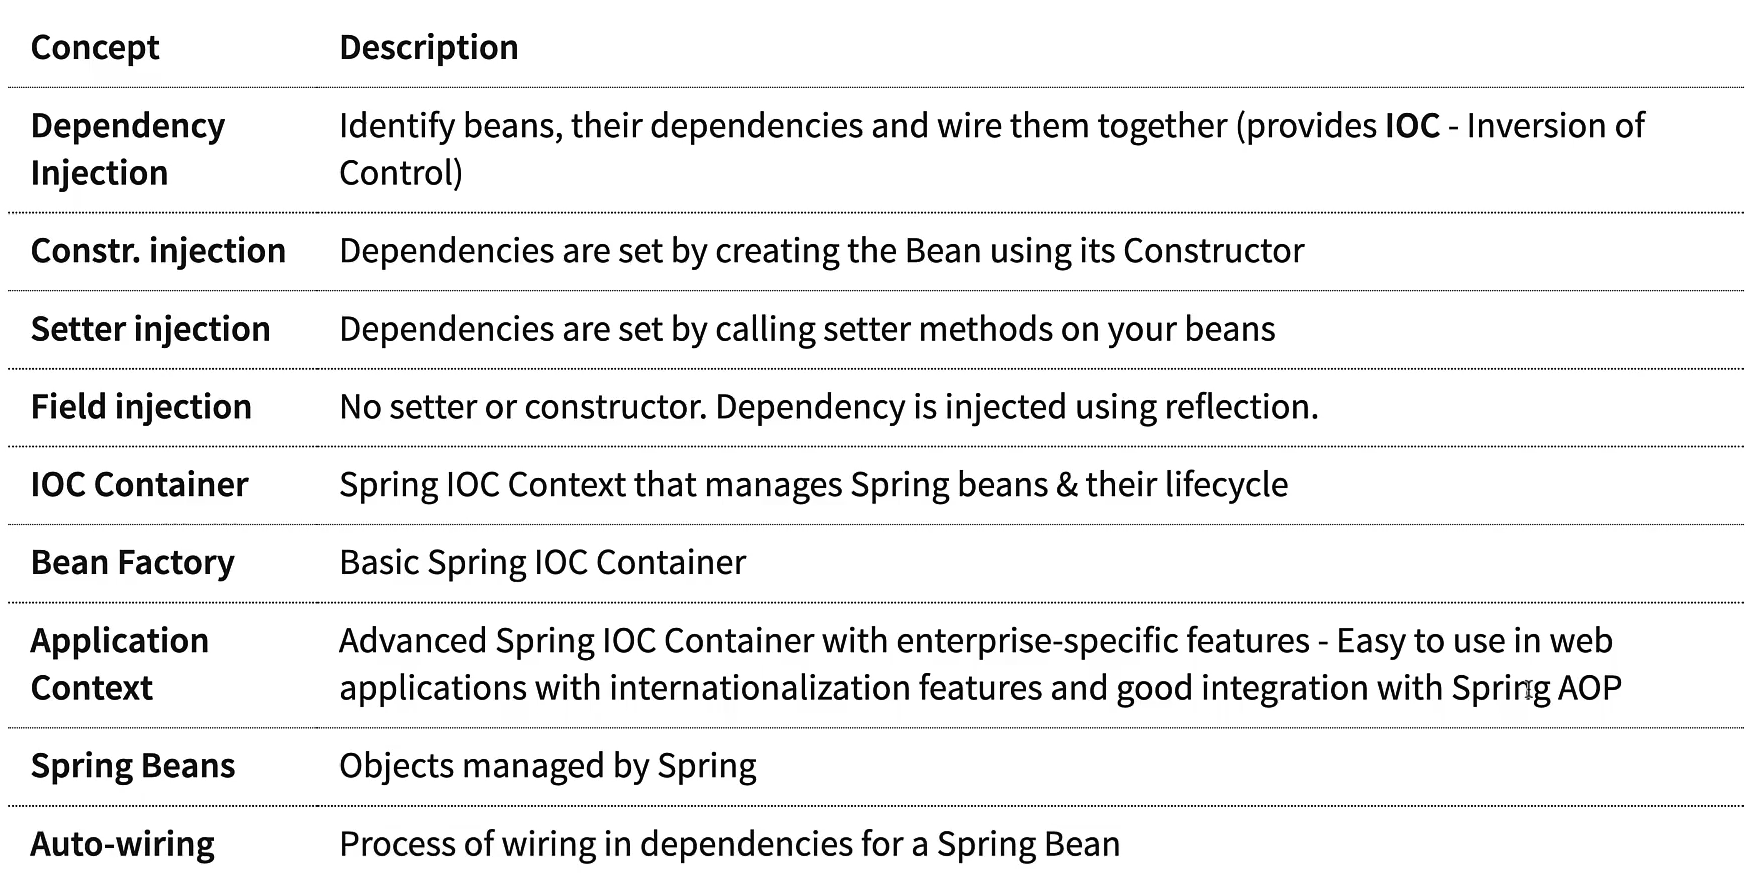 Concept Description
Dependency Injection Identify beans, their dependencies and wire them together (provides IOC - Inversion of Control)
Constr. injection Dependencies are set by creating the Bean using its Constructor
Setter injection Dependencies are set by calling setter methods on your beans
Field injection No setter or constructor. Dependency is injected using reflection.
IOC Container Spring IOC Context that manages Spring beans & their lifecycle
Bean Factory Basic Spring IOC Container
Application Context Advanced Spring IOC Container with enterprise-specific features - Easy to use in web applications with internationalization features and good integration with Spring AOP
Spring Beans Objects managed by Spring
Auto-wiring Process of wiring in dependencies for a Spring Bean